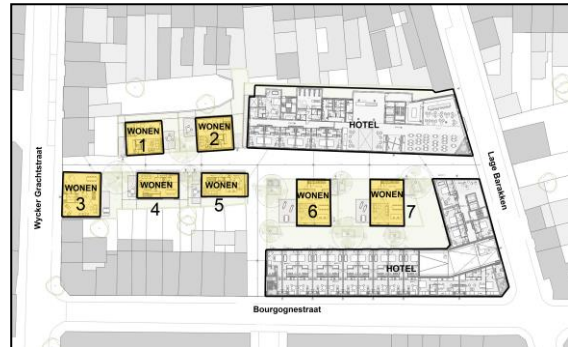 WONEN
1
WONEN
2
HOTEL
Wycker Grachtstraat
Lage Barakken
WONEN
3
WONEN
4
WONEN
5
WONEN
6
WONEN
7
HOTEL
Bourgognestraat